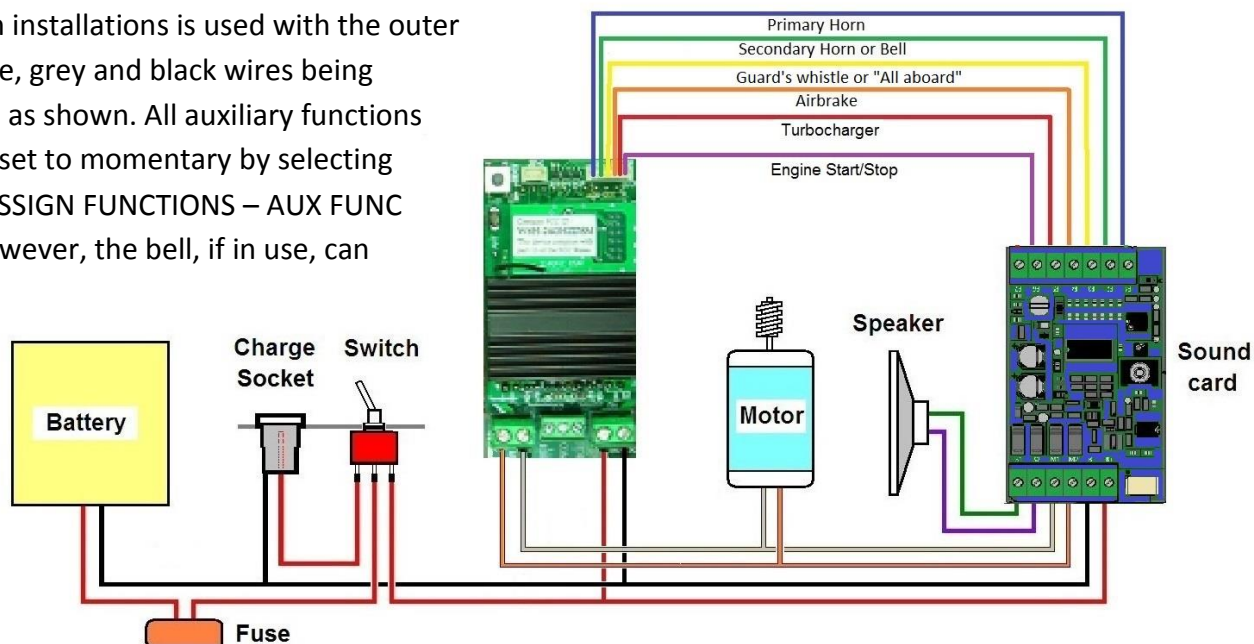 n installations is used with the outer
e, grey and black wires being
as shown. All auxiliary functions
set to momentary by selecting
SSIGN FUNCTIONS – AUX FUNC
wever, the bell, if in use, can
Primary Horn
Secondary Horn or Bell
Guard's whistle or "All aboard"
Airbrake
Turbocharger
Engine Start/Stop
Battery
Charge
Socket
Switch
Motor
Speaker
Sound
card
Fuse